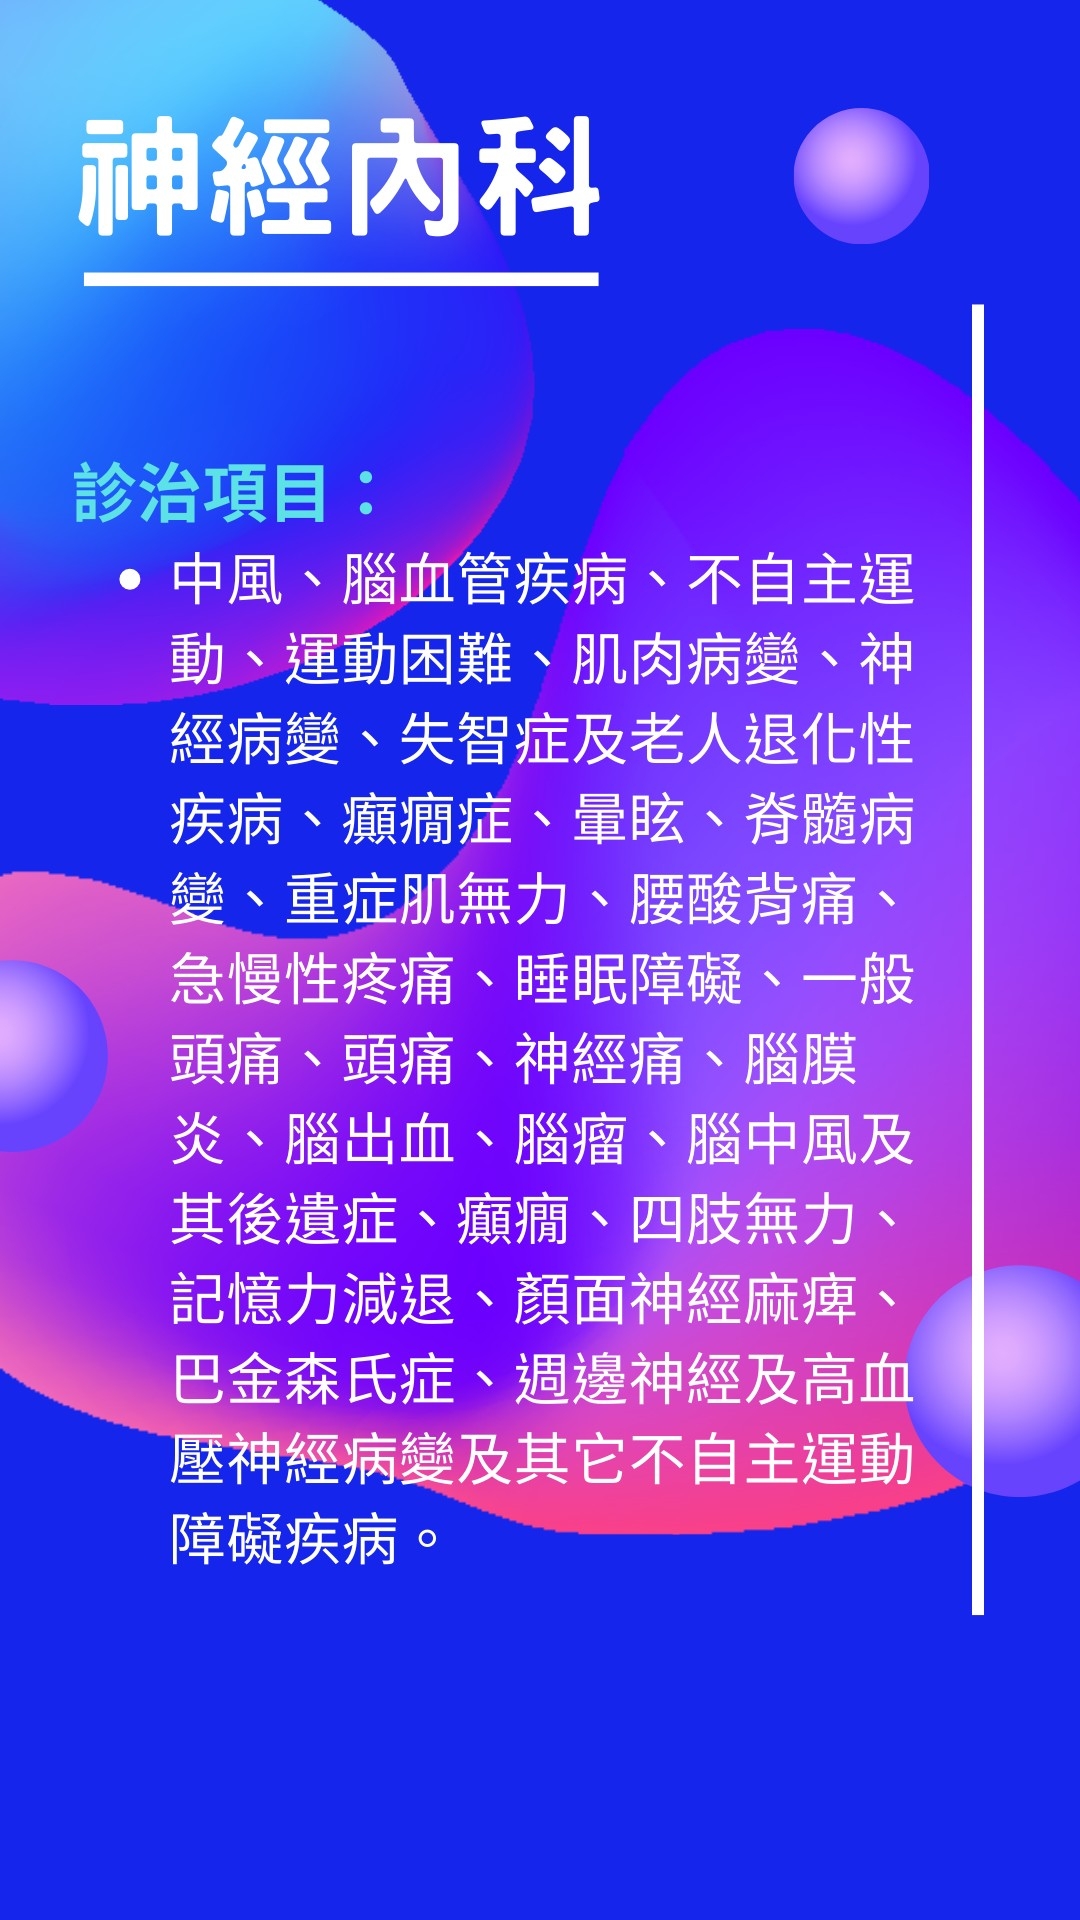 神經內科
診治項目：
• 中風、腦血管疾病、不自主運
動、運動困難、肌肉病變、神
經病變、失智症及老人退化性
疾病、癲癇症、暈眩、脊髓病
變、重症肌無力、腰酸背痛、
急慢性疼痛、睡眠障礙、一般
頭痛、頭痛、神經痛、腦膜
炎、腦出血、腦瘤、腦中風及
其後遺症、癲癇、四肢無力、
記憶力減退、顏面神經麻痺、
巴金森氏症、週邊神經及高血
壓神經病變及其它不自主運動
障礙疾病。